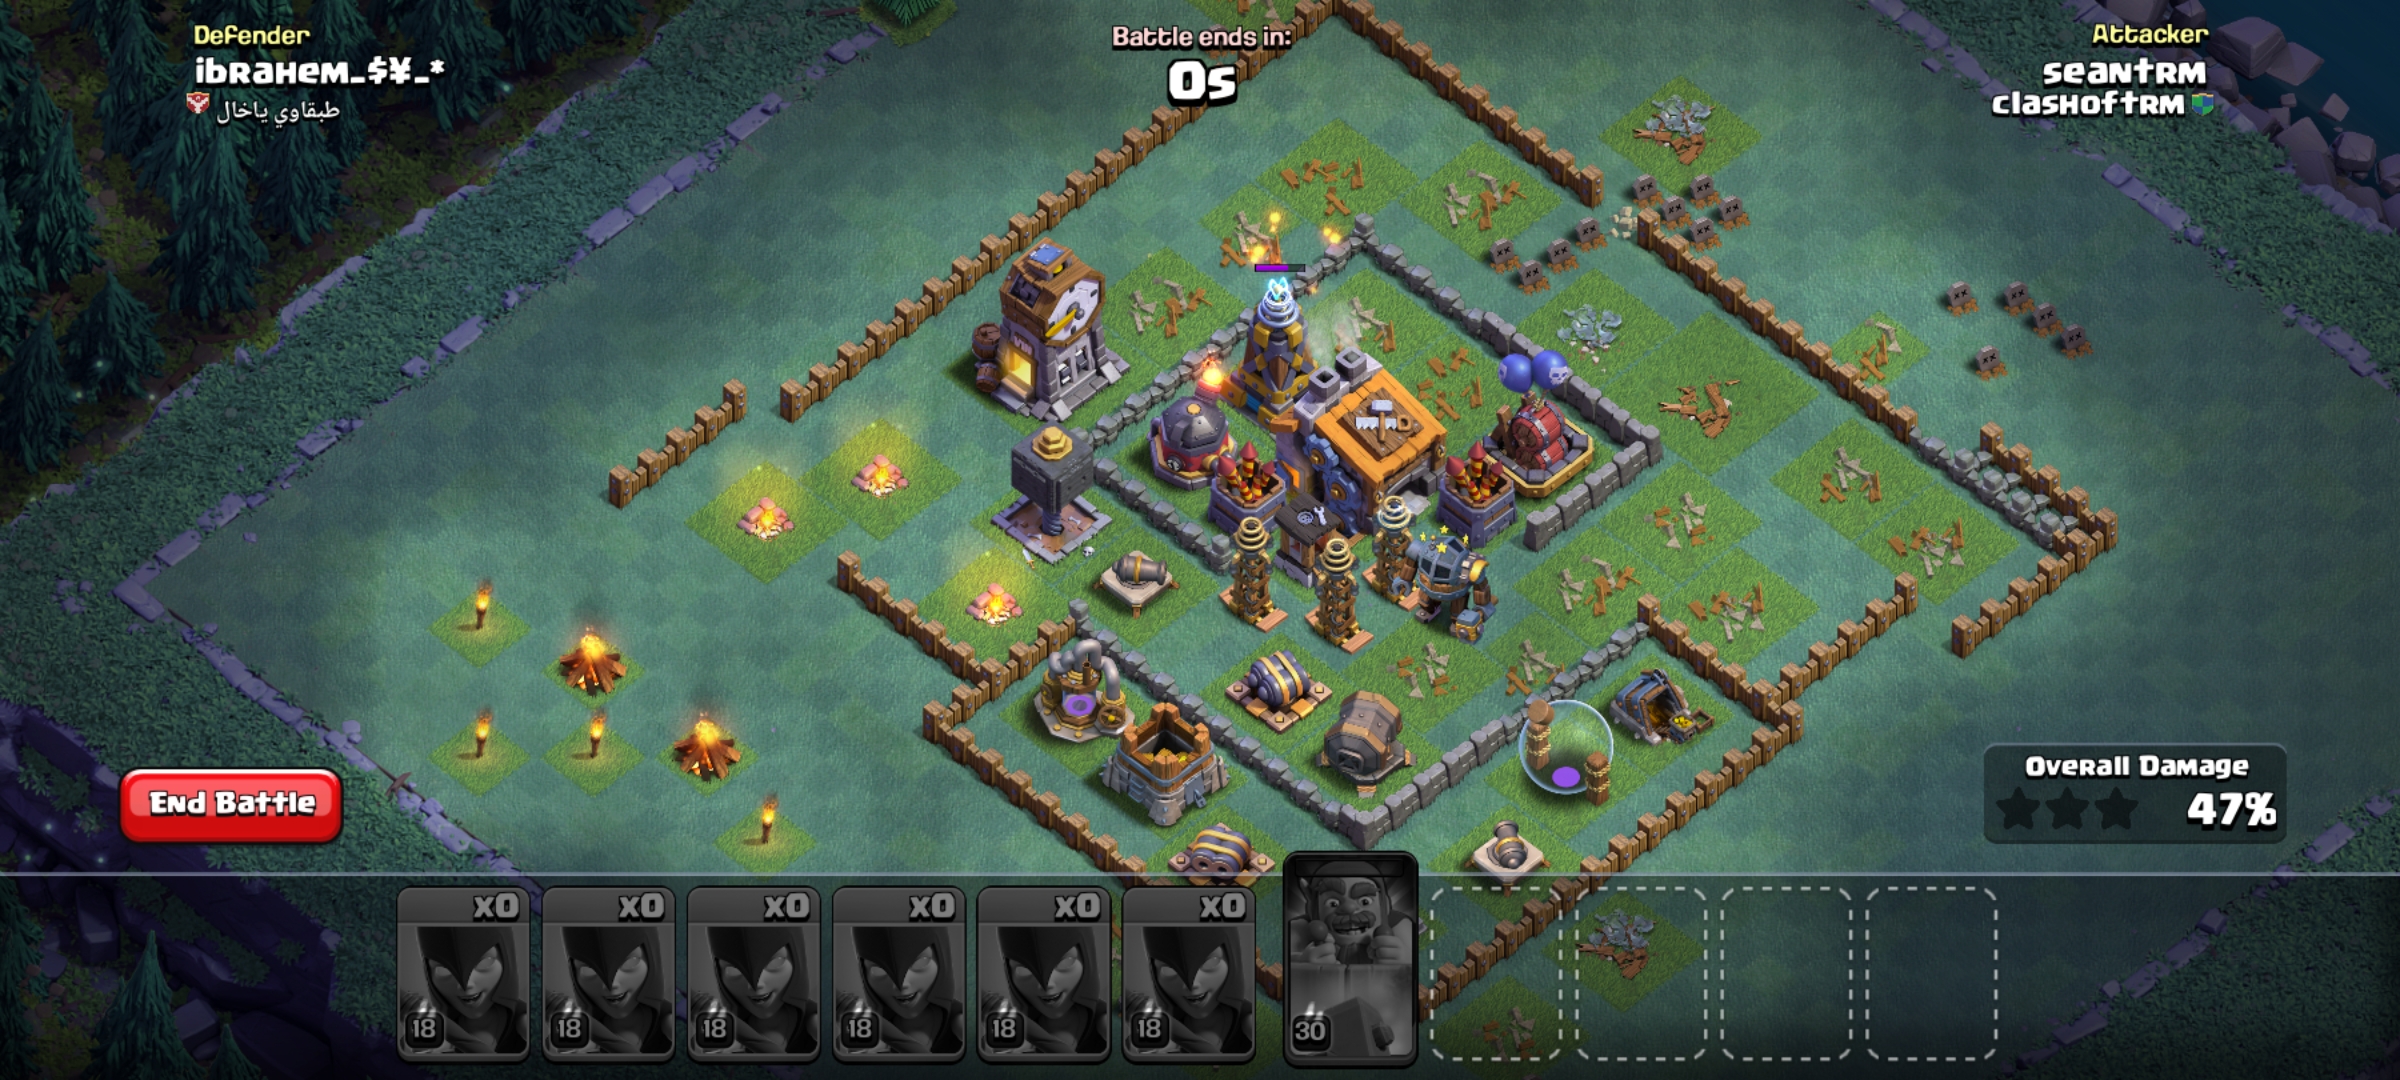 Defender
ibrahem_$¥_*
طبقاوي ياخال
Battle ends in:
0s
Attacker
seantRM
clashoftRM
End Battle
Overall Damage
47%
x0
x0
x0
x0
x0
x0
18
18
18
18
18
18
30